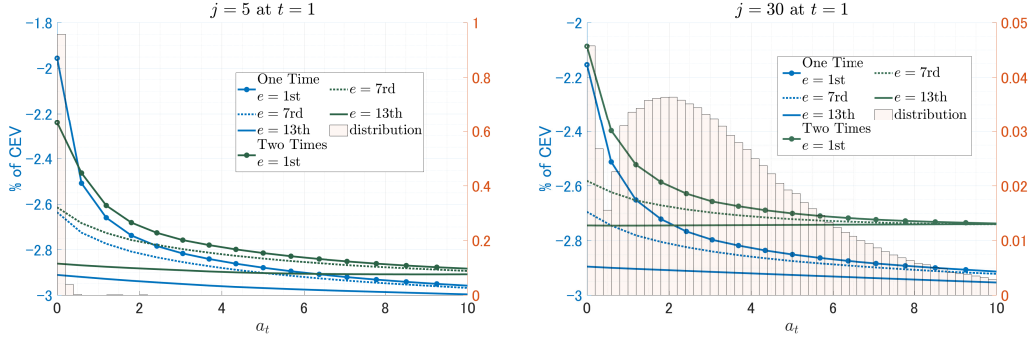 j = 5 at t = 1
-1.8
-2
-2.2
-2.4
-2.6
-2.8
-3
% of CEV
1
0.8
0.6
0.4
0.2
0
One Time
e = 1st
e = 7rd
e = 13th
Two Times
e = 1st
e = 7rd
e = 13th
distribution
0 2 4 6 8 10
a_t
j = 30 at t = 1
-2
-2.2
-2.4
-2.6
-2.8
-3
% of CEV
0.05
0.04
0.03
0.02
0.01
0
One Time
e = 1st
e = 7rd
e = 13th
Two Times
e = 1st
e = 7rd
e = 13th
distribution
0 2 4 6 8 10
a_t